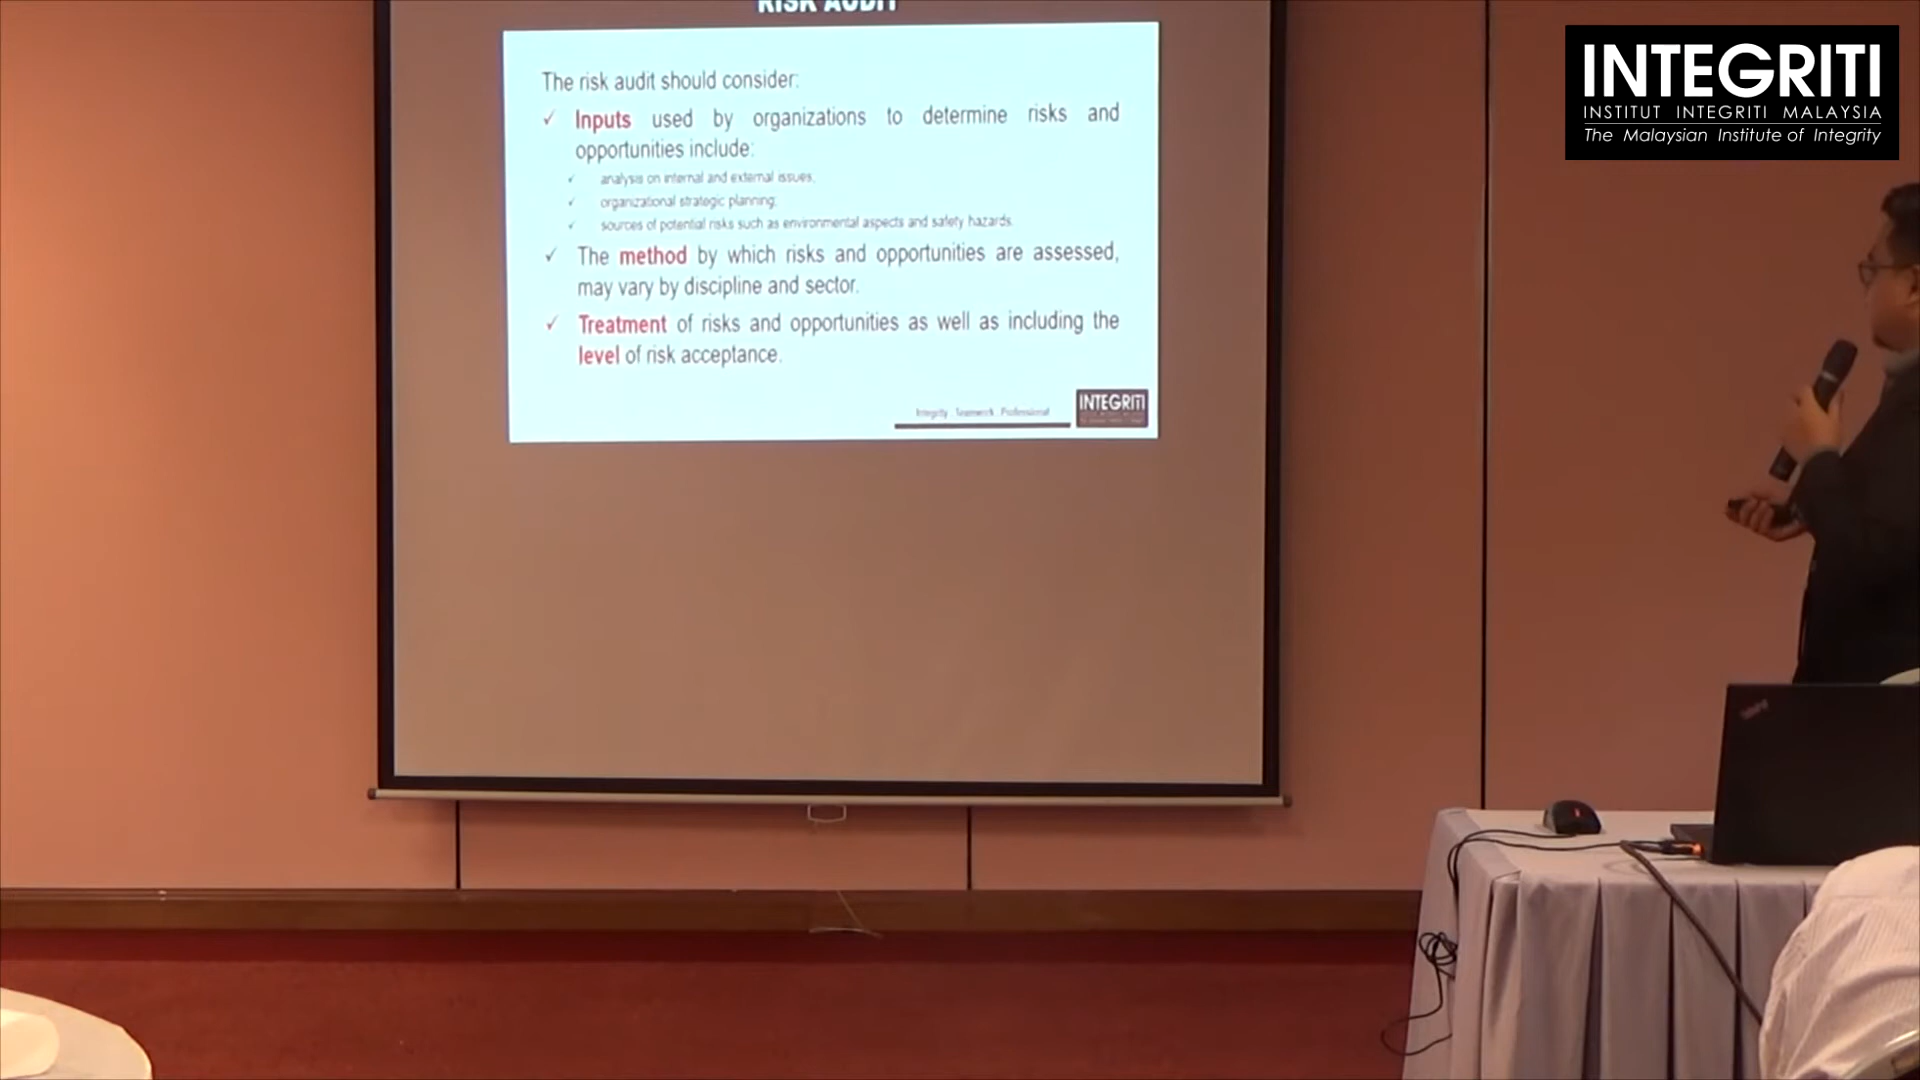 RISK AUDIT
INTEGRITI
INSTITUT INTEGRITI MALAYSIA
The Malaysian Institute of Integrity
The risk audit should consider:
✓ Inputs used by organizations to determine risks and
opportunities include:
✓ analysis on internal and external issues;
✓ organizational strategic planning;
✓ sources of potential risks such as environmental aspects and safety hazards.
✓ The method by which risks and opportunities are assessed,
may vary by discipline and sector.
✓ Treatment of risks and opportunities as well as including the
level of risk acceptance.
Integrity . Teamwork . Professional
INTEGRITI